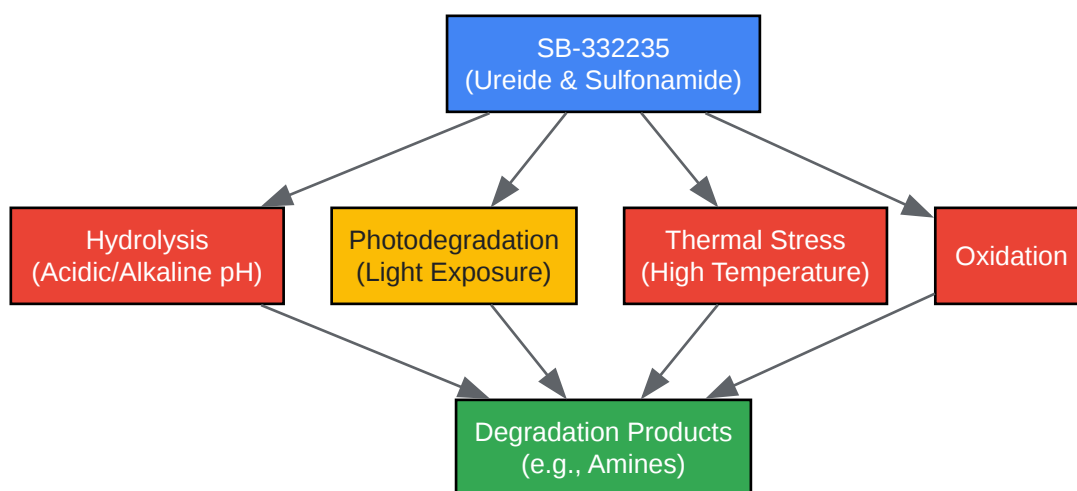 SB-332235
(Ureide & Sulfonamide)
Hydrolysis
(Acidic/Alkaline pH)
Photodegradation
(Light Exposure)
Thermal Stress
(High Temperature)
Oxidation
Degradation Products
(e.g., Amines)